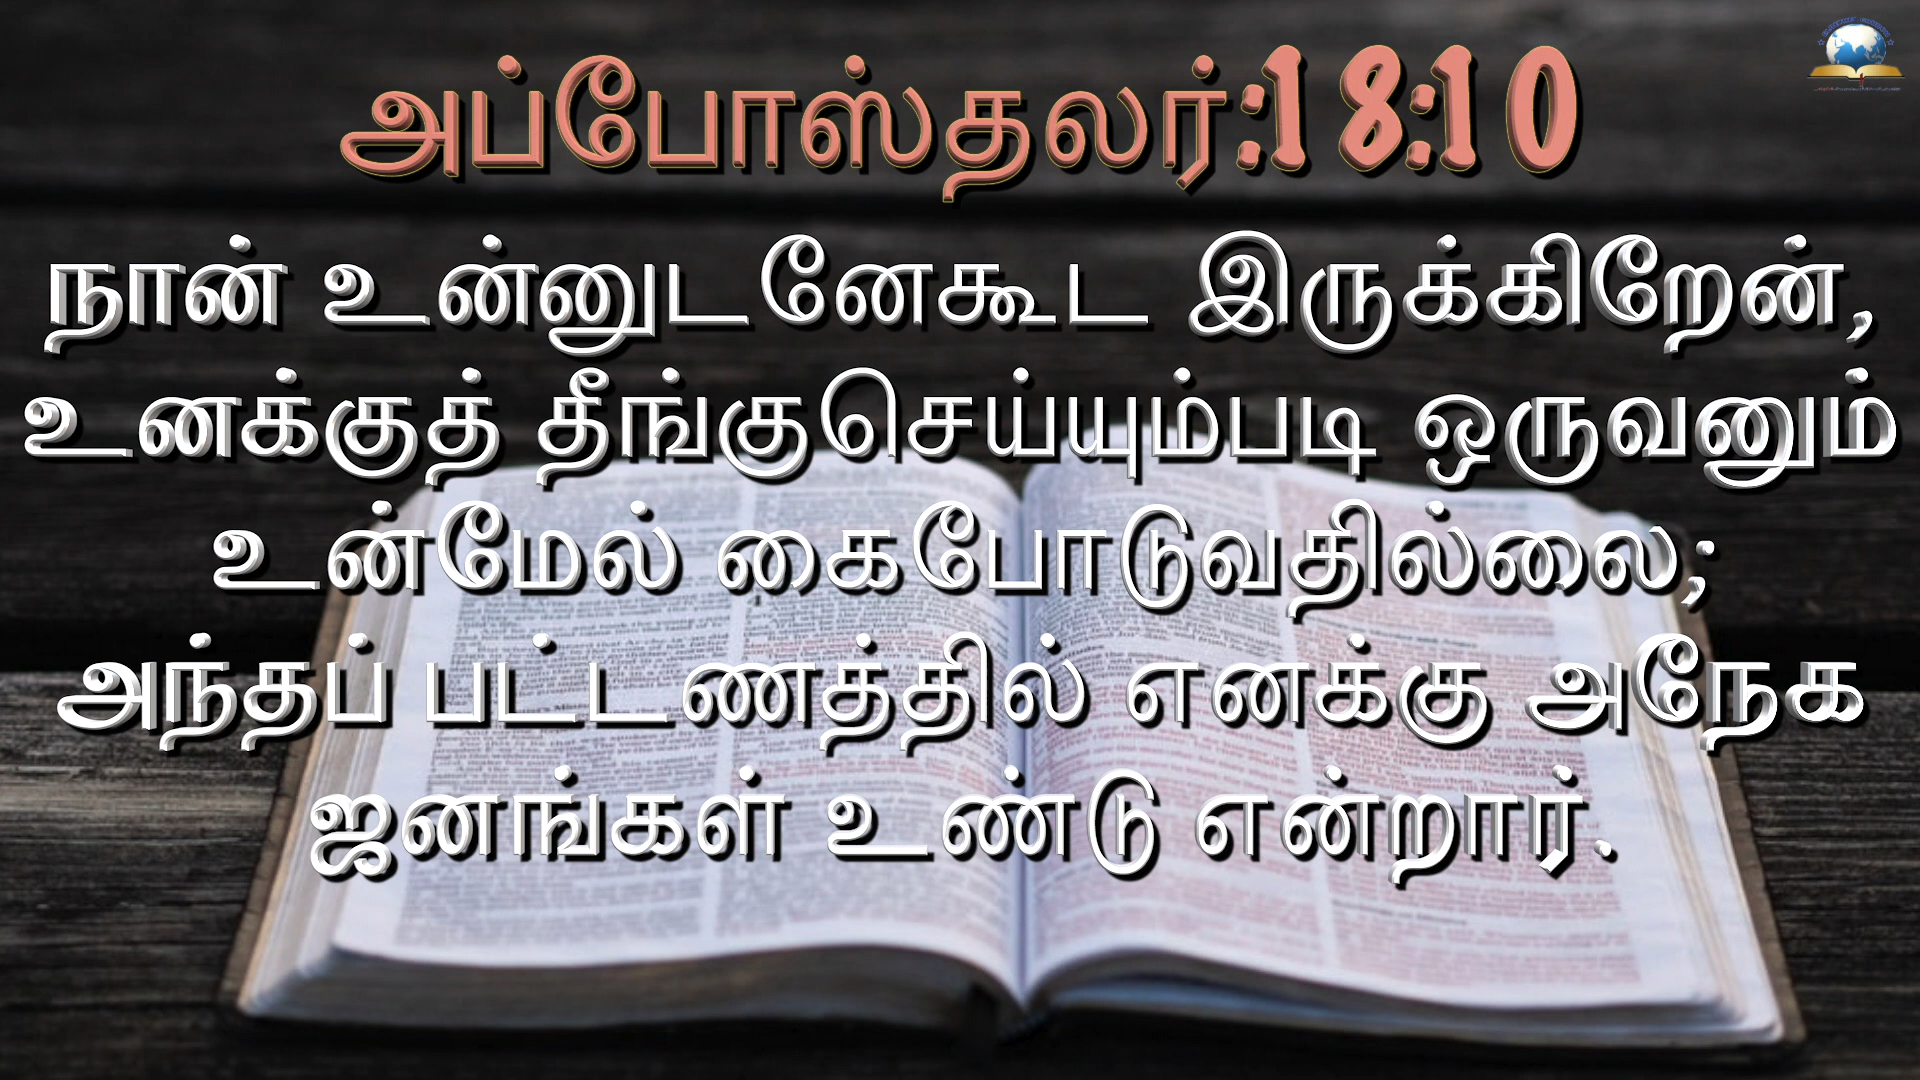 அப்போஸ்தலர்:18:10
நான் உன்னுடனேகூட இருக்கிறேன்,
உனக்குத் தீங்குசெய்யும்படி ஒருவனும்
உன்மேல் கைபோடுவதில்லை;
அந்தப் பட்டணத்தில் எனக்கு அநேக
ஜனங்கள் உண்டு என்றார்.